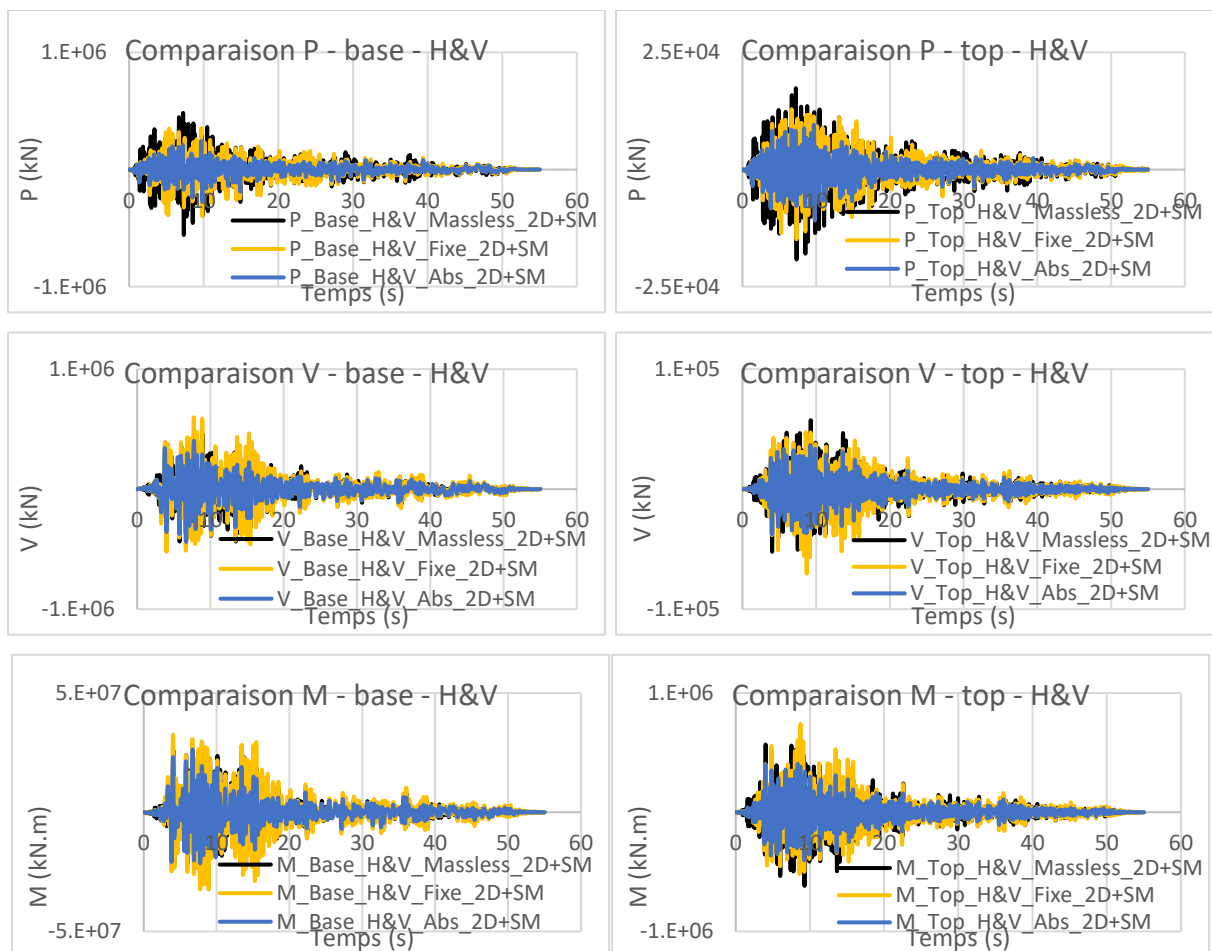 Comparaison P - base - H&V
1.E+06
-1.E+06
P (kN)
0 10 20 30 40 50 60
P_Base_H&V_Massless_2D+SM
P_Base_H&V_Fixe_2D+SM
P_Base_H&V_Abs_2D+SM
Temps (s)
Comparaison P - top - H&V
2.5E+04
-2.5E+04
P (kN)
0 10 20 30 40 50 60
P_Top_H&V_Massless_2D+SM
P_Top_H&V_Fixe_2D+SM
P_Top_H&V_Abs_2D+SM
Temps (s)
Comparaison V - base - H&V
1.E+06
-1.E+06
V (kN)
0 10 20 30 40 50 60
V_Base_H&V_Massless_2D+SM
V_Base_H&V_Fixe_2D+SM
V_Base_H&V_Abs_2D+SM
Temps (s)
Comparaison V - top - H&V
1.E+05
-1.E+05
V (kN)
0 10 20 30 40 50 60
V_Top_H&V_Massless_2D+SM
V_Top_H&V_Fixe_2D+SM
V_Top_H&V_Abs_2D+SM
Temps (s)
Comparaison M - base - H&V
5.E+07
-5.E+07
M (kN.m)
0 10 20 30 40 50 60
M_Base_H&V_Massless_2D+SM
M_Base_H&V_Fixe_2D+SM
M_Base_H&V_Abs_2D+SM
Temps (s)
Comparaison M - top - H&V
1.E+06
-1.E+06
M (kN.m)
0 10 20 30 40 50 60
M_Top_H&V_Massless_2D+SM
M_Top_H&V_Fixe_2D+SM
M_Top_H&V_Abs_2D+SM
Temps (s)